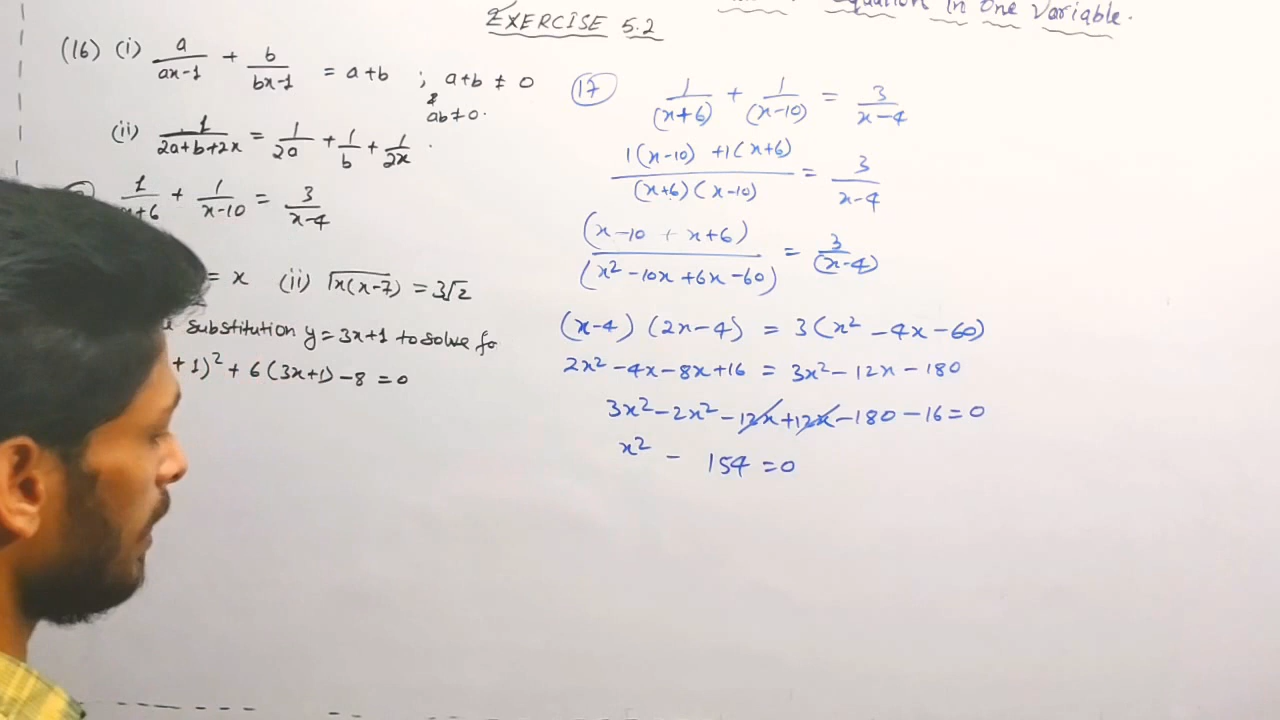 Equation in One Variable.
EXERCISE 5.2
(16) (i) a/(ax-1) + b/(bx-1) = a+b ; a+b ≠ 0
& ab ≠ 0.
(ii) 1/(2a+b+2x) = 1/2a + 1/b + 1/2x .
1/(x+6) + 1/(x-10) = 3/(x-4)
= x (ii) √x(x-7) = 3√2
substitution y = 3x+1 to solve fo
+ 1)² + 6(3x+1) - 8 = 0
(17) 1/(x+6) + 1/(x-10) = 3/(x-4)
1(x-10) +1(x+6)/(x+6)(x-10) = 3/(x-4)
(x-10 + x+6)/(x² -10x +6x -60) = 3/(x-4)
(x-4) (2x-4) = 3(x² -4x -60)
2x² -4x -8x +16 = 3x² -12x -180
3x² -2x² -12x +12x -180 -16 = 0
x² - 154 = 0